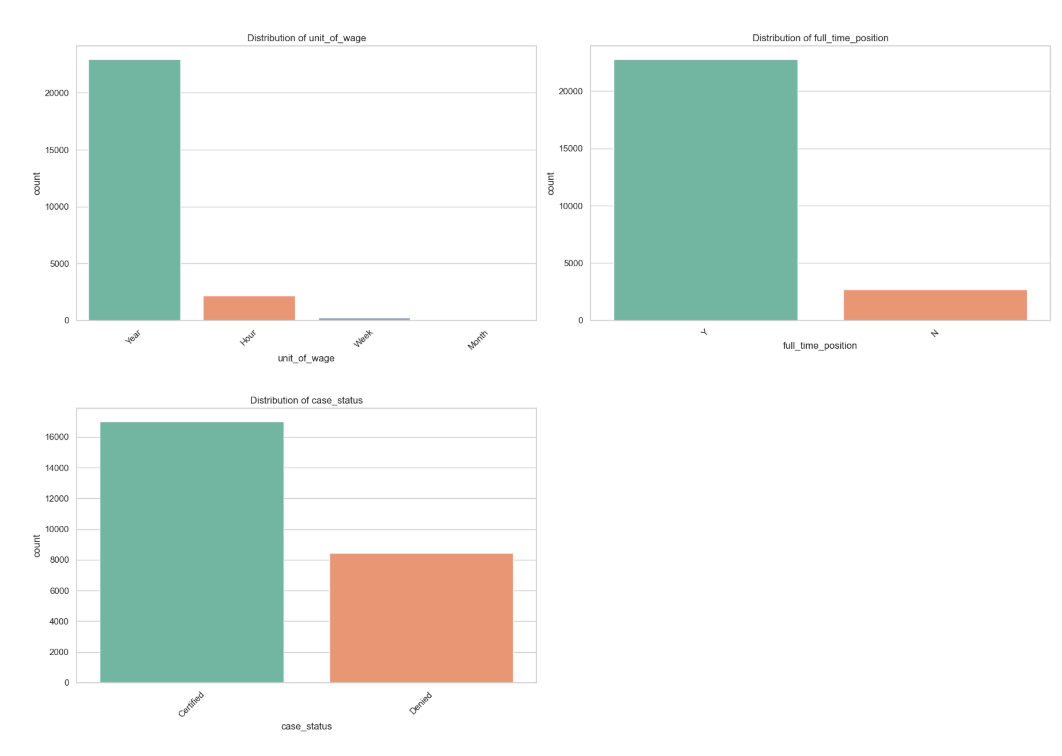 Distribution of unit_of_wage
20000
15000
10000
5000
0
count
Year
Hour
Week
Month
unit_of_wage
Distribution of full_time_position
20000
15000
10000
5000
0
count
Y
N
full_time_position
Distribution of case_status
16000
14000
12000
10000
8000
6000
4000
2000
0
count
Certified
Denied
case_status